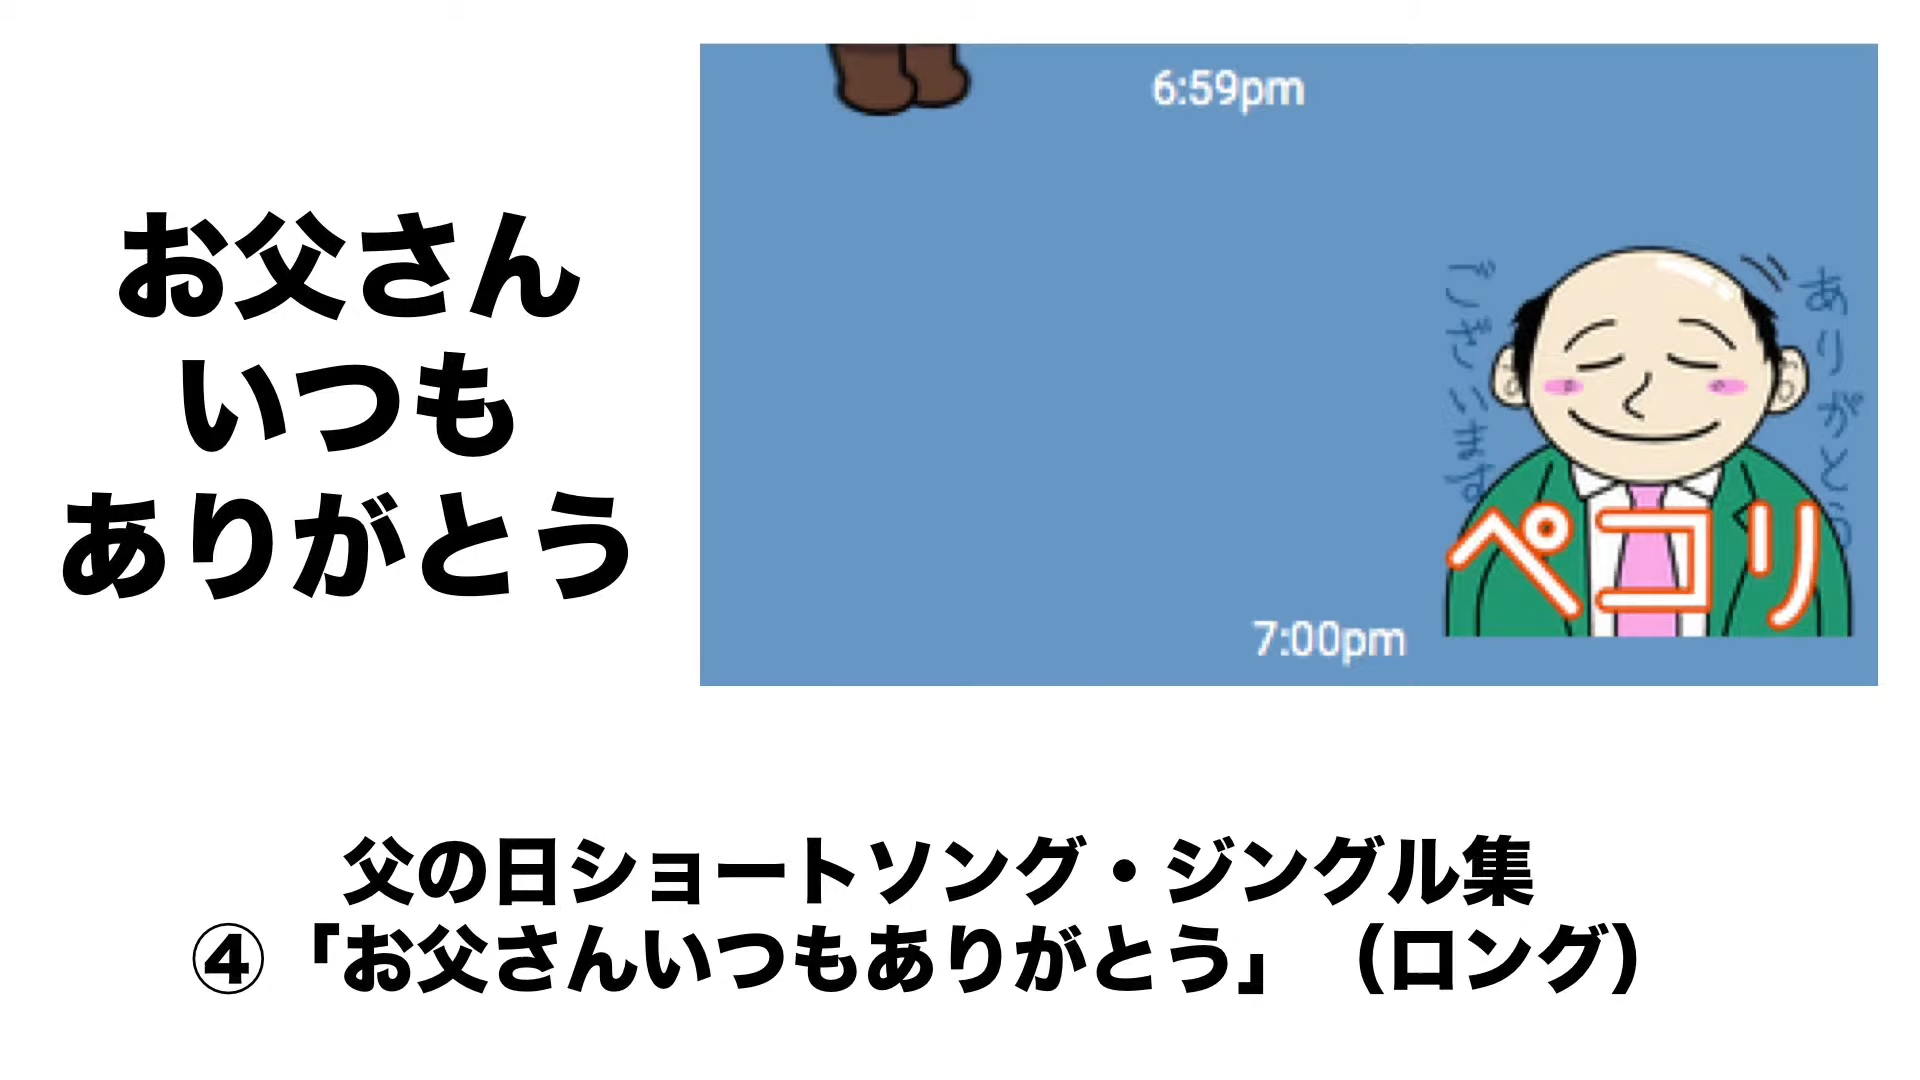 お父さん
いつも
ありがとう
6:59pm
ありがとう
ございます
ペコリ
7:00pm
父の日ショートソング・ジングル集
④「お父さんいつもありがとう」（ロング）